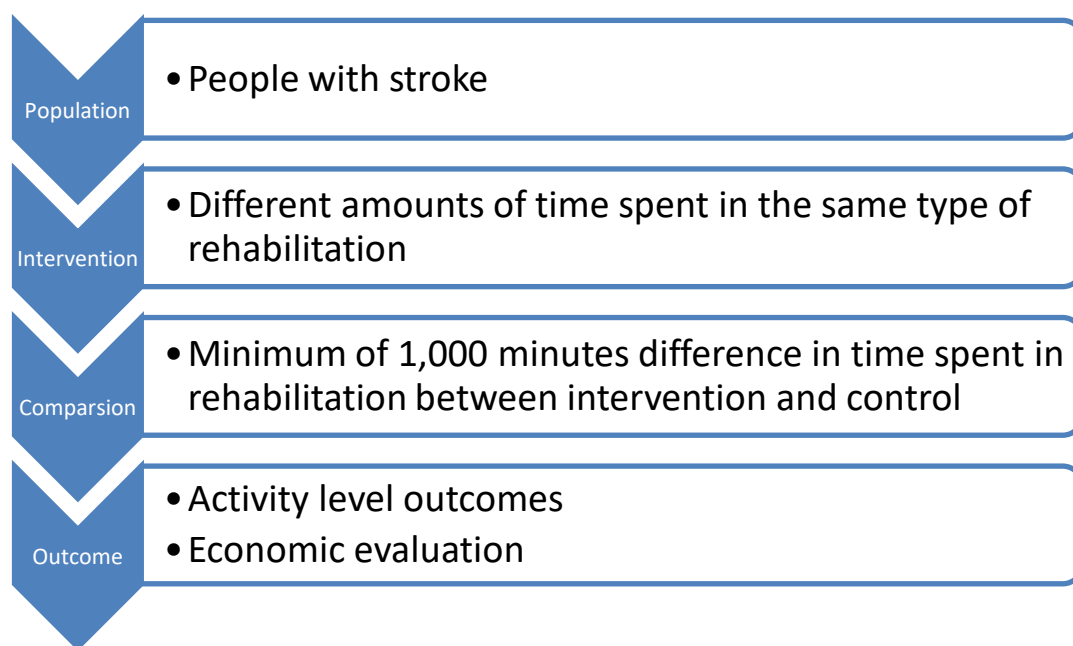 Population
•People with stroke
Intervention
•Different amounts of time spent in the same type of
rehabilitation
Comparsion
•Minimum of 1,000 minutes difference in time spent in
rehabilitation between intervention and control
Outcome
•Activity level outcomes
•Economic evaluation